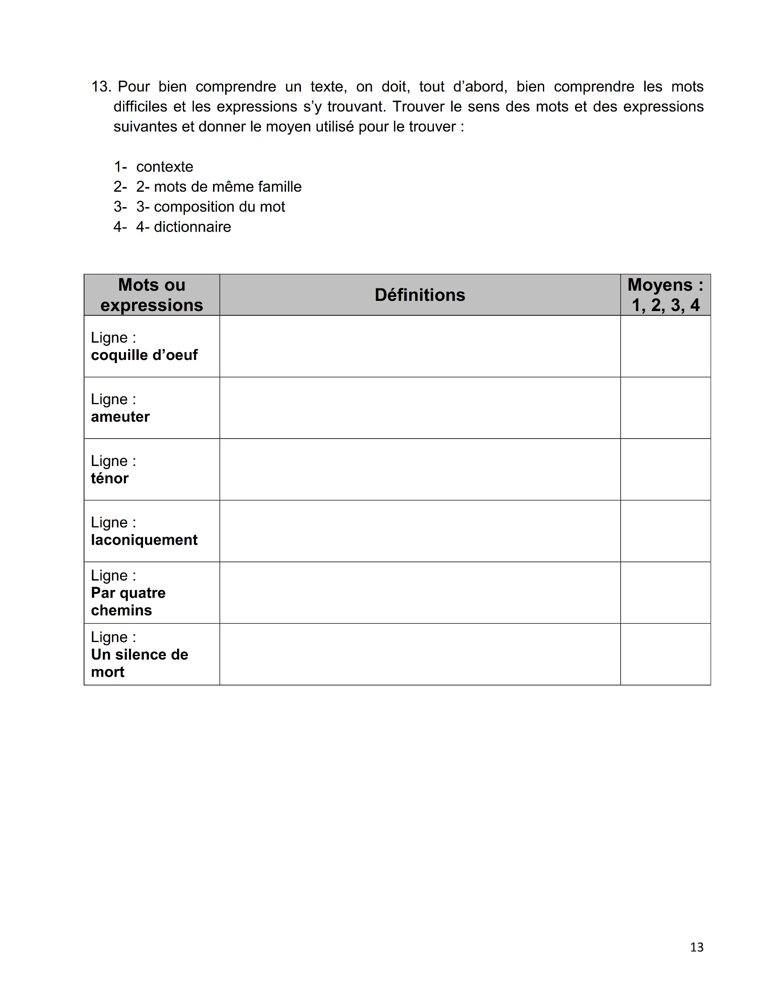 13. Pour bien comprendre un texte, on doit, tout d’abord, bien comprendre les mots
difficiles et les expressions s’y trouvant. Trouver le sens des mots et des expressions
suivantes et donner le moyen utilisé pour le trouver :
1- contexte
2- 2- mots de même famille
3- 3- composition du mot
4- 4- dictionnaire
Mots ou
expressions
Définitions
Moyens :
1, 2, 3, 4
Ligne :
coquille d’oeuf
Ligne :
ameuter
Ligne :
ténor
Ligne :
laconiquement
Ligne :
Par quatre
chemins
Ligne :
Un silence de
mort
13